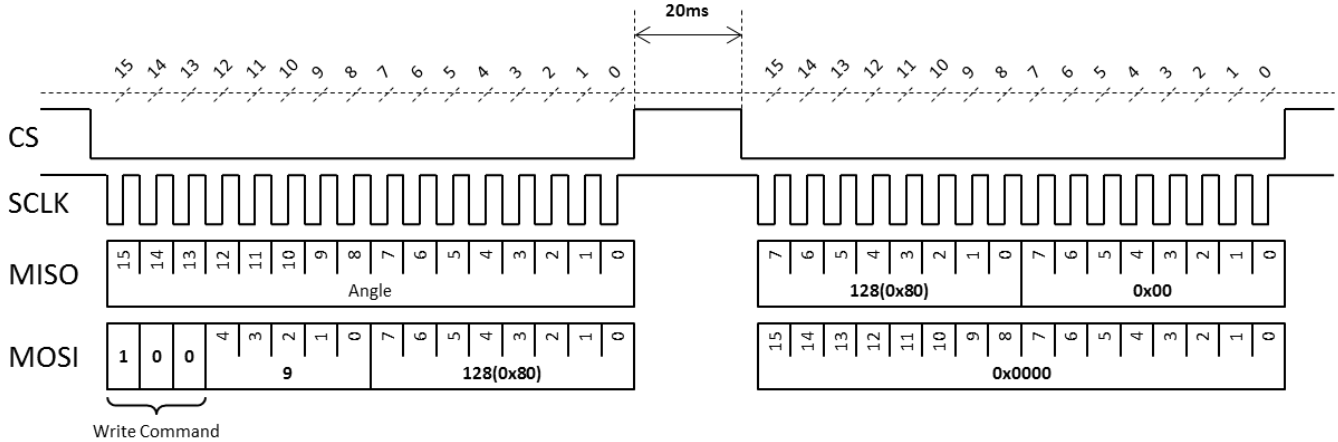 20ms
15 14 13 12 11 10 9 8 7 6 5 4 3 2 1 0 15 14 13 12 11 10 9 8 7 6 5 4 3 2 1 0
CS
SCLK
MISO 15 14 13 12 11 10 9 8 7 6 5 4 3 2 1 0 7 6 5 4 3 2 1 0 7 6 5 4 3 2 1 0
Angle 128(0x80) 0x00
MOSI 1 0 0 4 3 2 1 0 7 6 5 4 3 2 1 0 15 14 13 12 11 10 9 8 7 6 5 4 3 2 1 0
9 128(0x80) 0x0000
Write Command